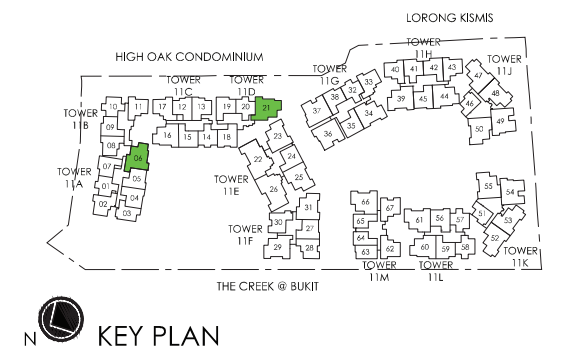 LORONG KISMIS
HIGH OAK CONDOMINIUM
TOWER
11H
TOWER
11C
TOWER
11D
TOWER
11G
TOWER
11J
40 41 42 43
47
48
46
33
32
38
37
39 45 44
34
35
36
50 49
10 11
17 12 13
19 20 21
TOWER
11B
09
08
16 15 14 18
23
22 24
25
26
TOWER
11E
06
07
05
TOWER
11A
01
04
02
03
31
30
27
TOWER
11F
29 28
66
67
65
64
63 62
61 56 57
60 59 58
55
54
51
53
52
TOWER
11M
TOWER
11L
TOWER
11K
THE CREEK @ BUKIT
N
KEY PLAN